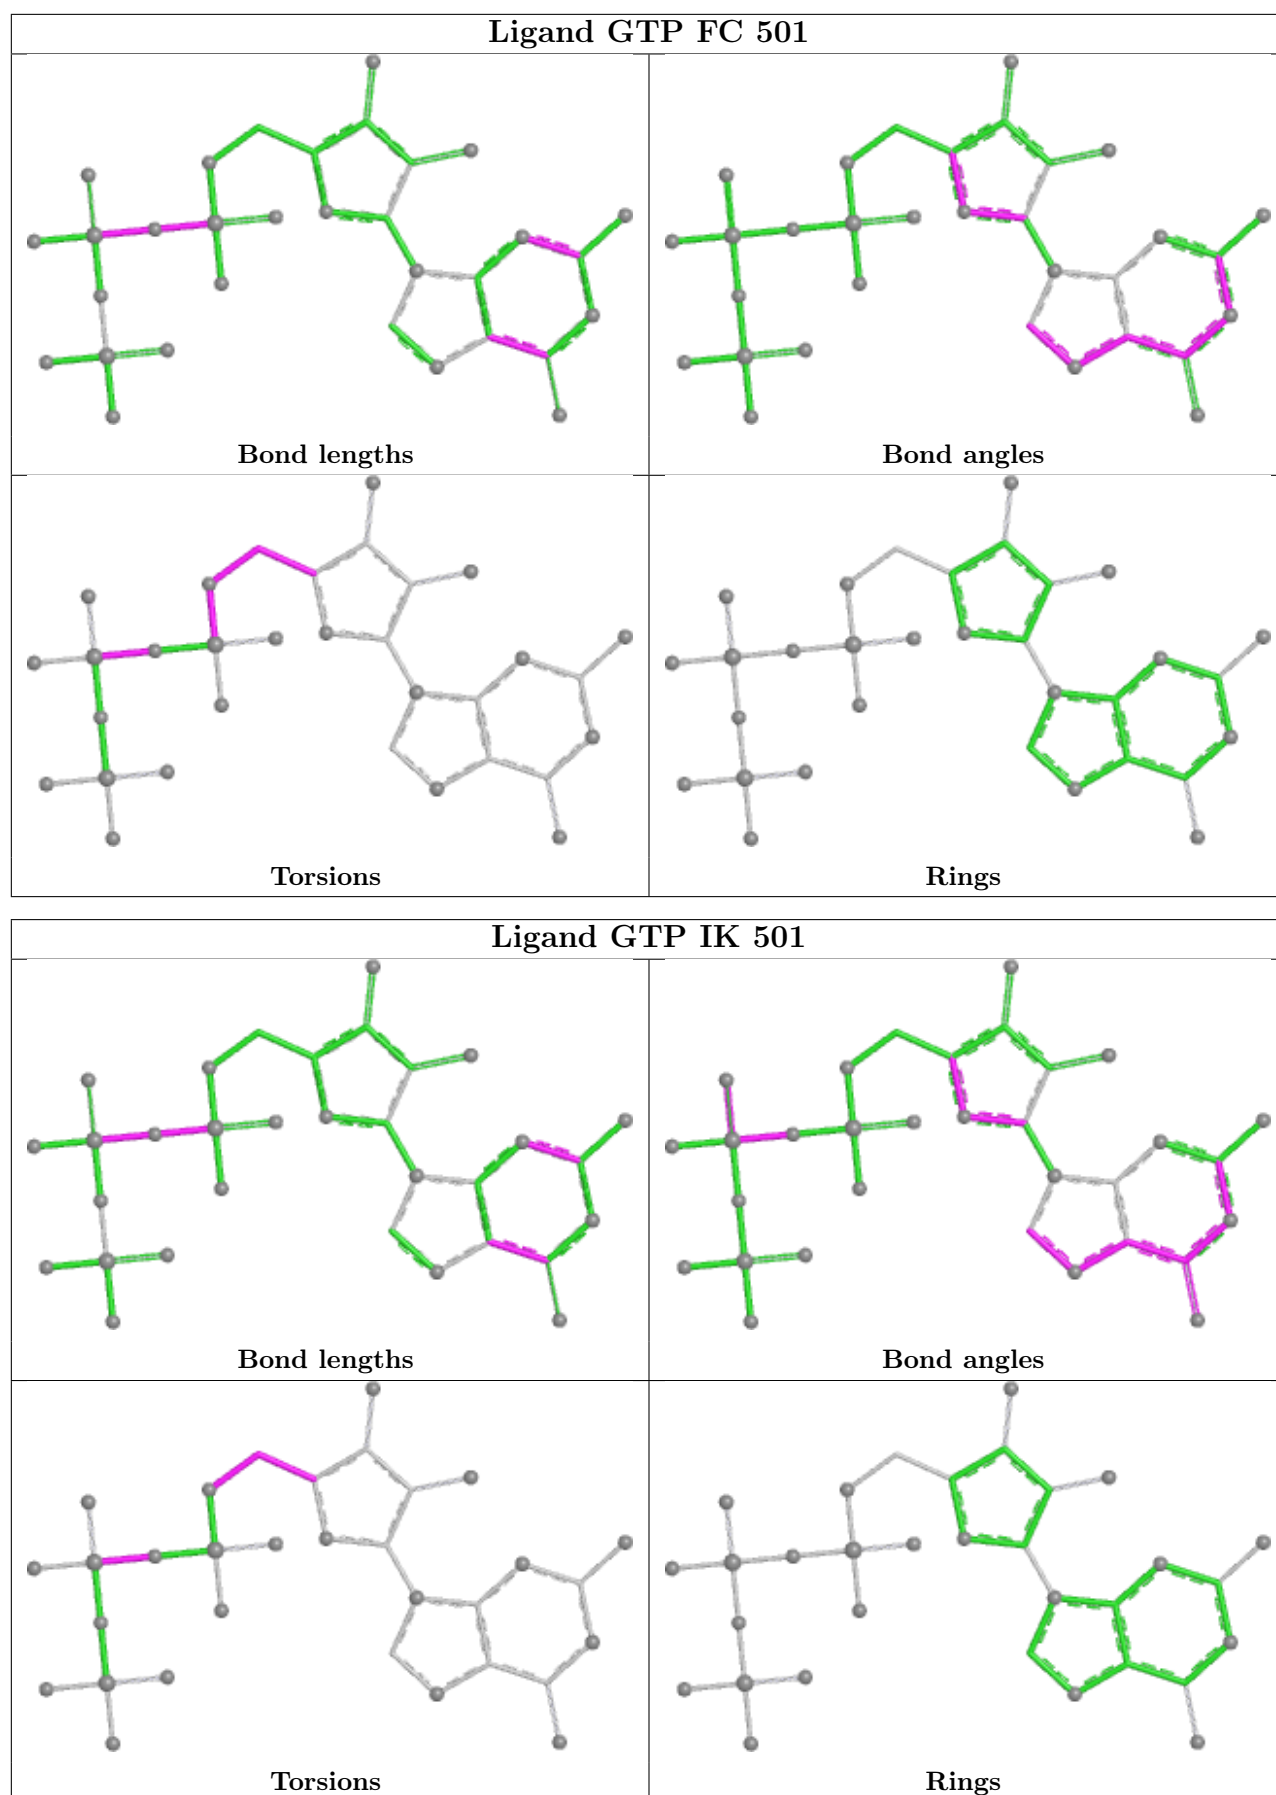 Ligand GTP FC 501
Bond lengths
Bond angles
Torsions
Rings
Ligand GTP IK 501
Bond lengths
Bond angles
Torsions
Rings